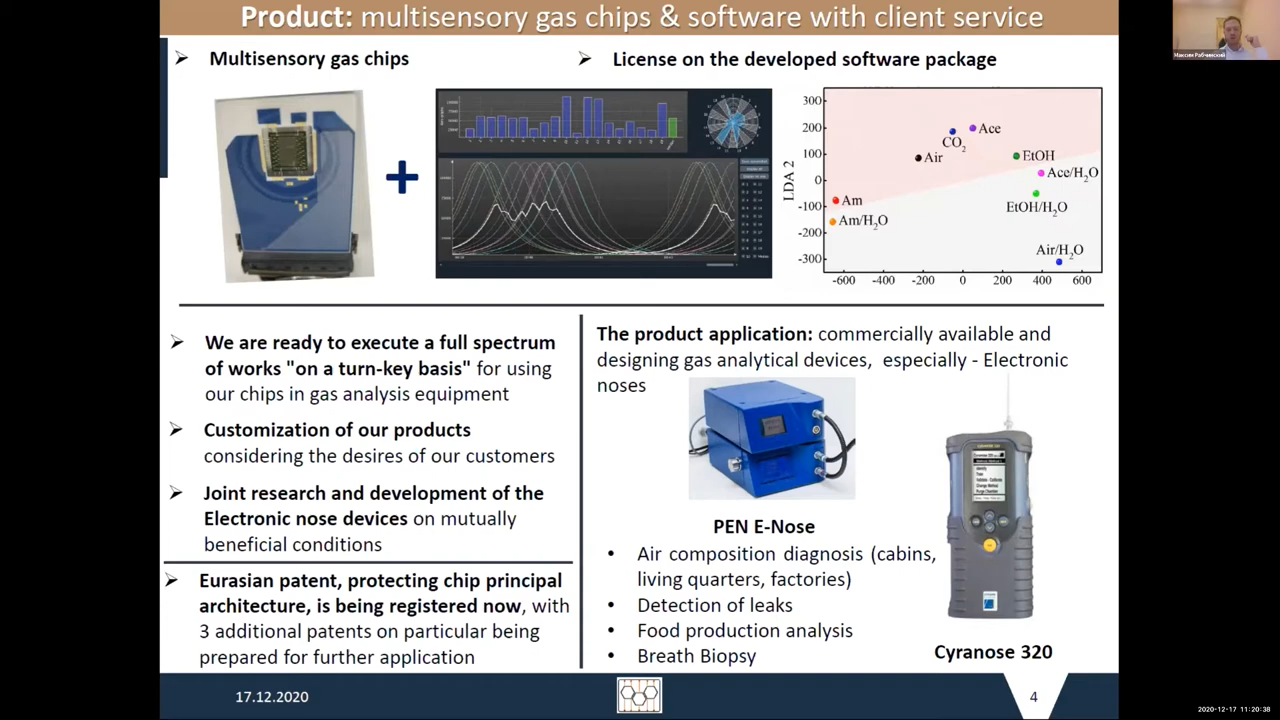 Product: multisensory gas chips & software with client service
Максим Рабчинский
➢ Multisensory gas chips
➢ License on the developed software package
LDA 2
300
200
100
0
-100
-200
-300
-600
-400
-200
0
200
400
600
Ace
CO2
Air
EtOH
Ace/H2O
Am
EtOH/H2O
Am/H2O
Air/H2O
➢ We are ready to execute a full spectrum
of works "on a turn-key basis" for using
our chips in gas analysis equipment
➢ Customization of our products
considering the desires of our customers
➢ Joint research and development of the
Electronic nose devices on mutually
beneficial conditions
➢ Eurasian patent, protecting chip principal
architecture, is being registered now, with
3 additional patents on particular being
prepared for further application
The product application: commercially available and
designing gas analytical devices, especially - Electronic
noses
PEN E-Nose
• Air composition diagnosis (cabins,
living quarters, factories)
• Detection of leaks
• Food production analysis
• Breath Biopsy
Cyranose 320
17.12.2020
4
2020-12-17 11:20:38